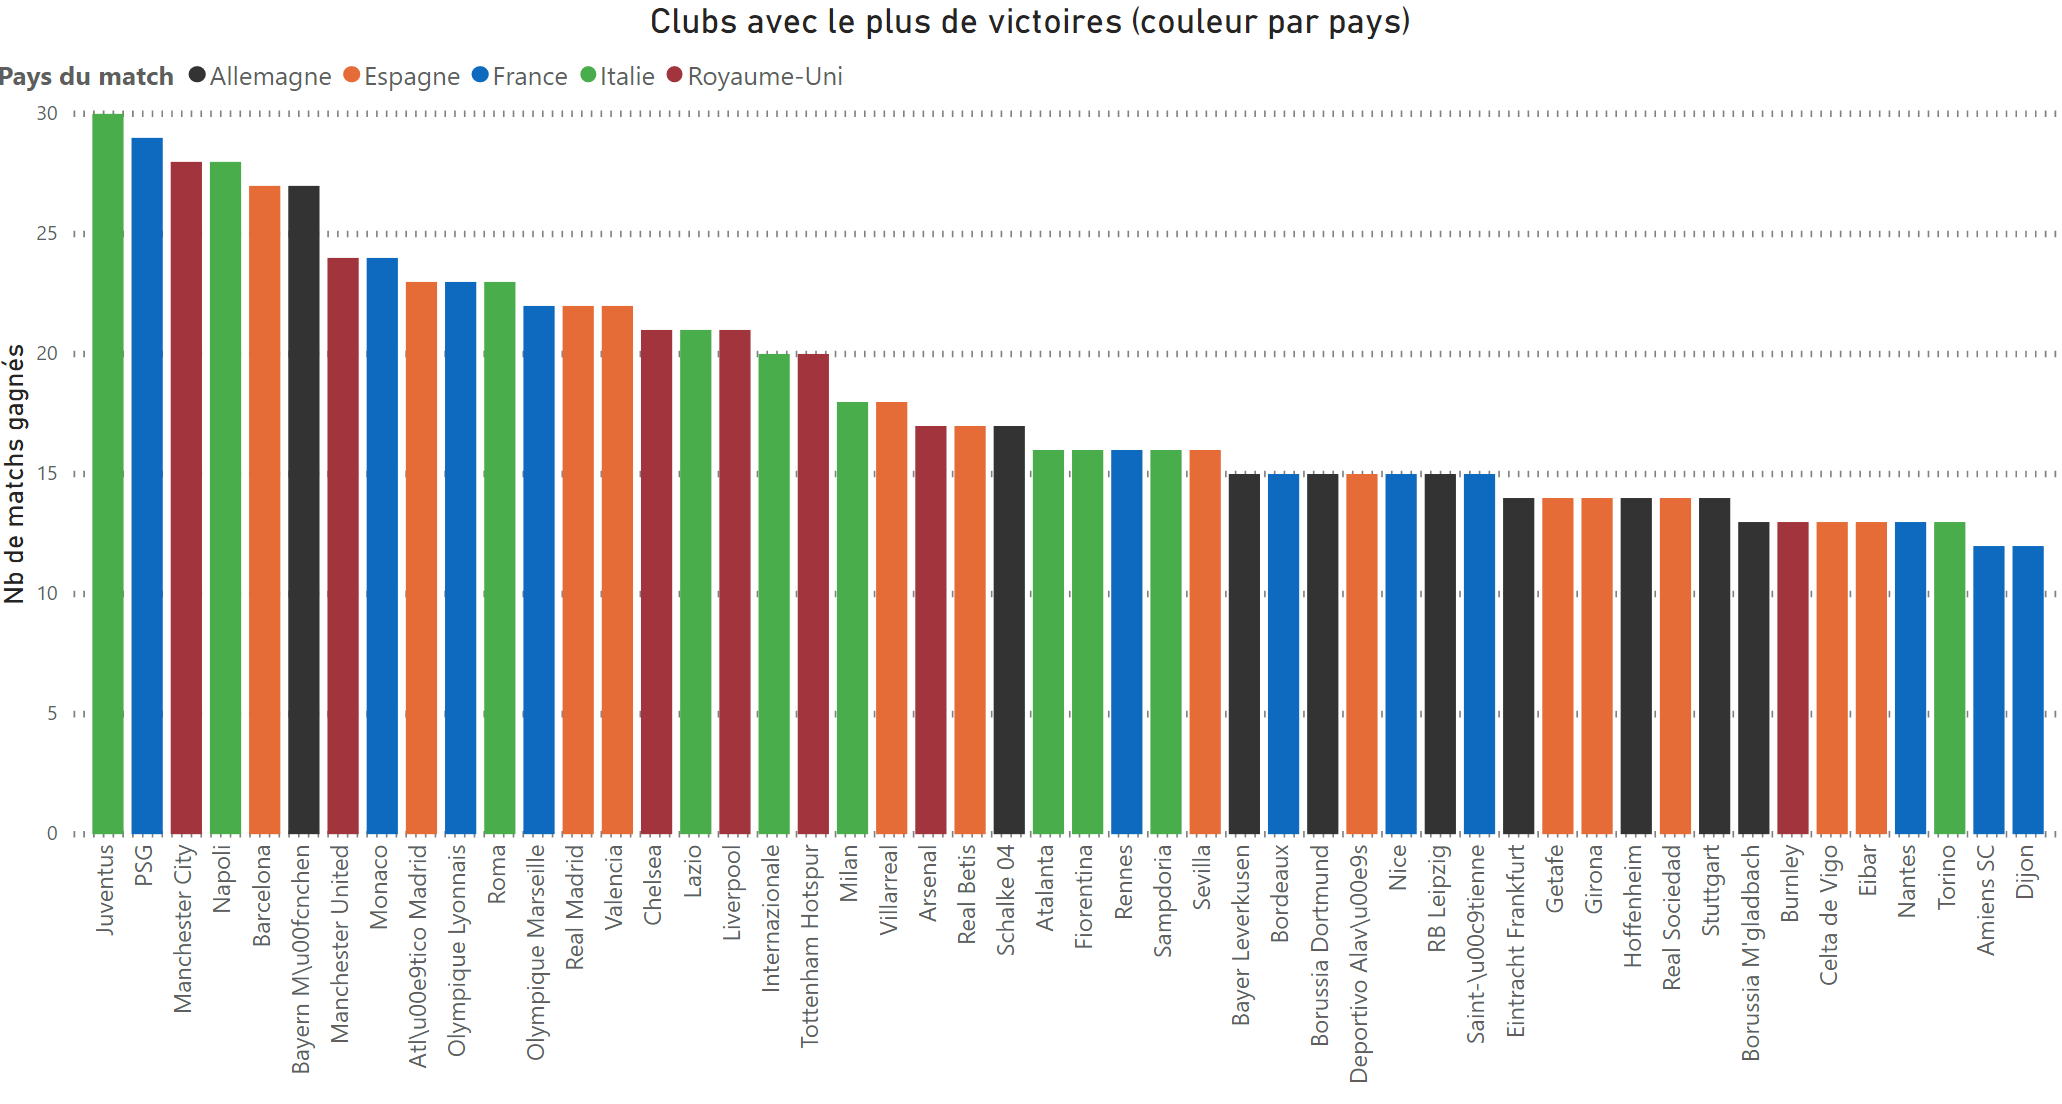 Clubs avec le plus de victoires (couleur par pays)
Pays du match Allemagne Espagne France Italie Royaume-Uni
Nb de matchs gagnés
30
25
20
15
10
5
0
Juventus
PSG
Manchester City
Napoli
Barcelona
Bayern M\u00fcnchen
Manchester United
Monaco
Atl\u00e9tico Madrid
Olympique Lyonnais
Roma
Olympique Marseille
Real Madrid
Valencia
Chelsea
Lazio
Liverpool
Internazionale
Tottenham Hotspur
Milan
Villarreal
Arsenal
Real Betis
Schalke 04
Atalanta
Fiorentina
Rennes
Sampdoria
Sevilla
Bayer Leverkusen
Bordeaux
Borussia Dortmund
Deportivo Alav\u00e9s
Nice
RB Leipzig
Saint-\u00c9tienne
Eintracht Frankfurt
Getafe
Girona
Hoffenheim
Real Sociedad
Stuttgart
Borussia M'gladbach
Burnley
Celta de Vigo
Eibar
Nantes
Torino
Amiens SC
Dijon